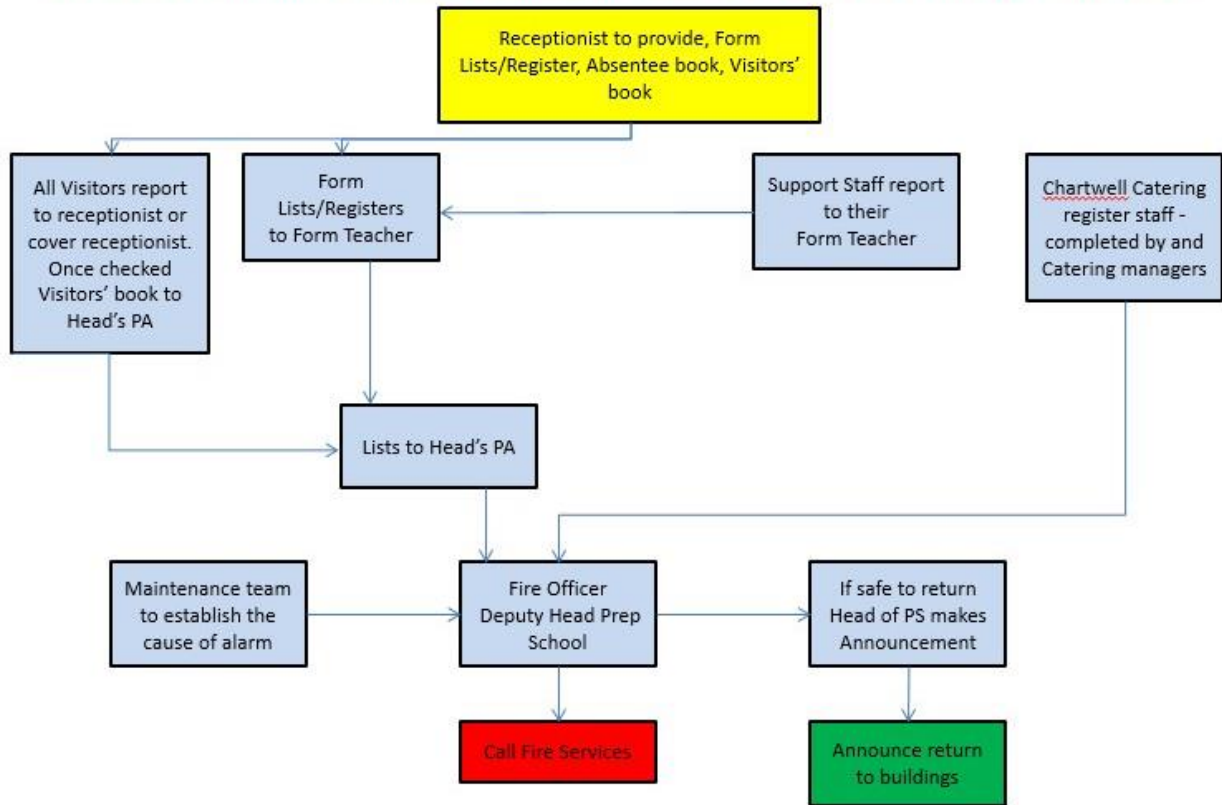 Receptionist to provide, Form
Lists/Register, Absentee book, Visitors’
book
All Visitors report
to receptionist or
cover receptionist.
Once checked
Visitors’ book to
Head’s PA
Form
Lists/Registers
to Form Teacher
Support Staff report
to their
Form Teacher
Chartwell Catering
register staff -
completed by and
Catering managers
Lists to Head’s PA
Maintenance team
to establish the
cause of alarm
Fire Officer
Deputy Head Prep
School
If safe to return
Head of PS makes
Announcement
Call Fire Services
Announce return
to buildings